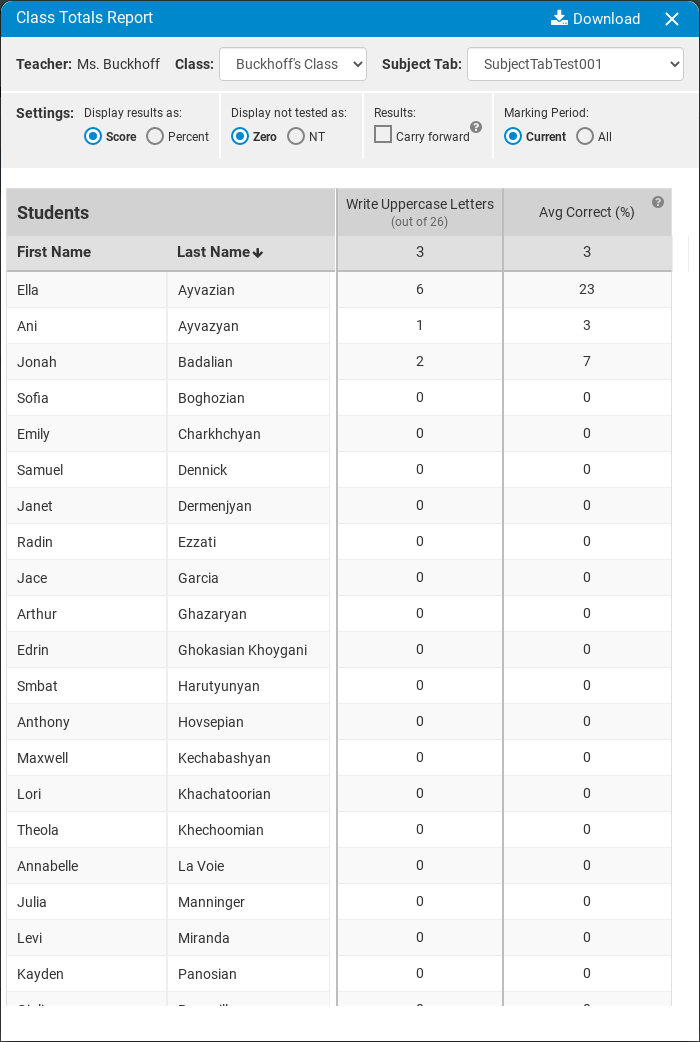 Class Totals Report Download
Teacher: Ms. Buckhoff Class: Buckhoff's Class Subject Tab: SubjectTabTest001
Settings: Display results as: Display not tested as: Results: Marking Period:
Score Percent Zero NT Carry forward ? Current All
Students Write Uppercase Letters (out of 26) Avg Correct (%) ?
First Name Last Name 3 3
Ella Ayvazian 6 23
Ani Ayvazyan 1 3
Jonah Badalian 2 7
Sofia Boghozian 0 0
Emily Charkhchyan 0 0
Samuel Dennick 0 0
Janet Dermenjyan 0 0
Radin Ezzati 0 0
Jace Garcia 0 0
Arthur Ghazaryan 0 0
Edrin Ghokasian Khoygani 0 0
Smbat Harutyunyan 0 0
Anthony Hovsepian 0 0
Maxwell Kechabashyan 0 0
Lori Khachatoorian 0 0
Theola Khechoomian 0 0
Annabelle La Voie 0 0
Julia Manninger 0 0
Levi Miranda 0 0
Kayden Panosian 0 0